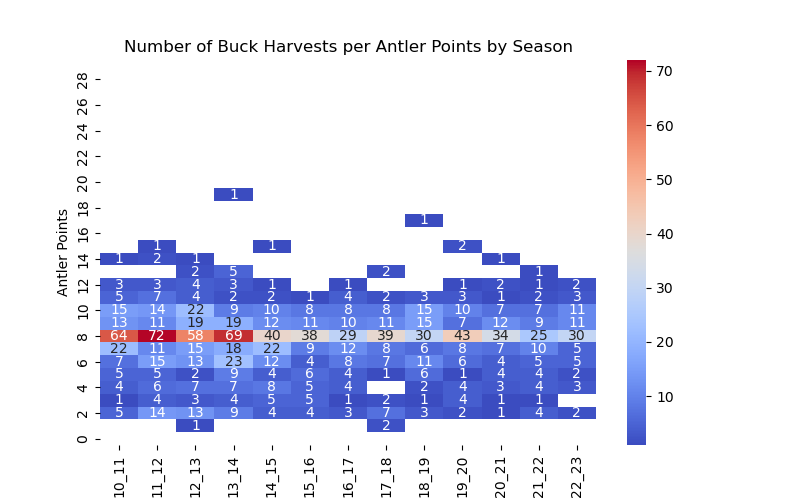 Number of Buck Harvests per Antler Points by Season
Antler Points
28
26
24
22
20
1
18
1
16
1 1 2
14 1 2 1 1
2 5 2 1
12 3 3 4 3 1 1 1 2 1 2
5 7 4 2 2 1 4 2 3 3 1 2 3
10 15 14 22 9 10 8 8 8 15 10 7 7 11
13 11 19 19 12 11 10 11 15 7 12 9 11
8 64 72 58 69 40 38 29 39 30 43 34 25 30
22 11 15 18 22 9 12 8 6 8 7 10 5
6 7 15 13 23 12 4 8 7 11 6 4 5 5
5 5 2 9 4 6 4 1 6 1 4 4 2
4 4 6 7 7 8 5 4 2 4 3 4 3
1 4 3 4 5 5 1 2 1 4 1 1
2 5 14 13 9 4 4 3 7 3 2 1 4 2
1 2
0
10_11 11_12 12_13 13_14 14_15 15_16 16_17 17_18 18_19 19_20 20_21 21_22 22_23
70
60
50
40
30
20
10